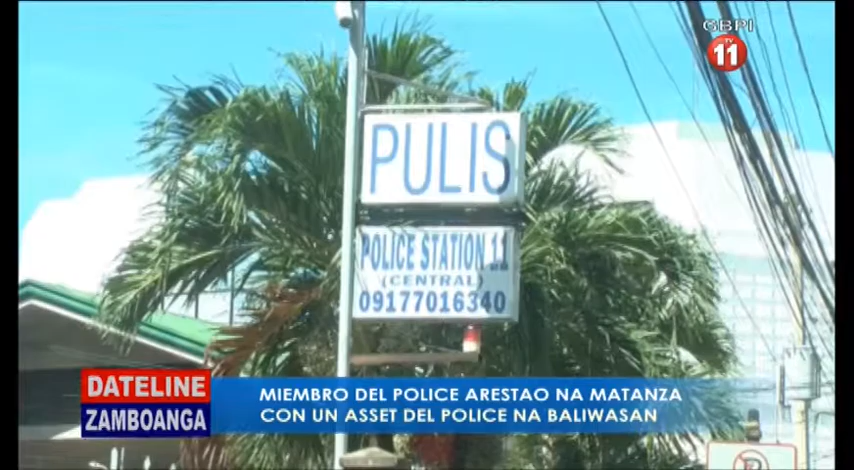 GBPI
TV
11
PULIS
POLICE STATION 11
(CENTRAL)
09177016340
DATELINE
ZAMBOANGA
MIEMBRO DEL POLICE ARESTAO NA MATANZA
CON UN ASSET DEL POLICE NA BALIWASAN